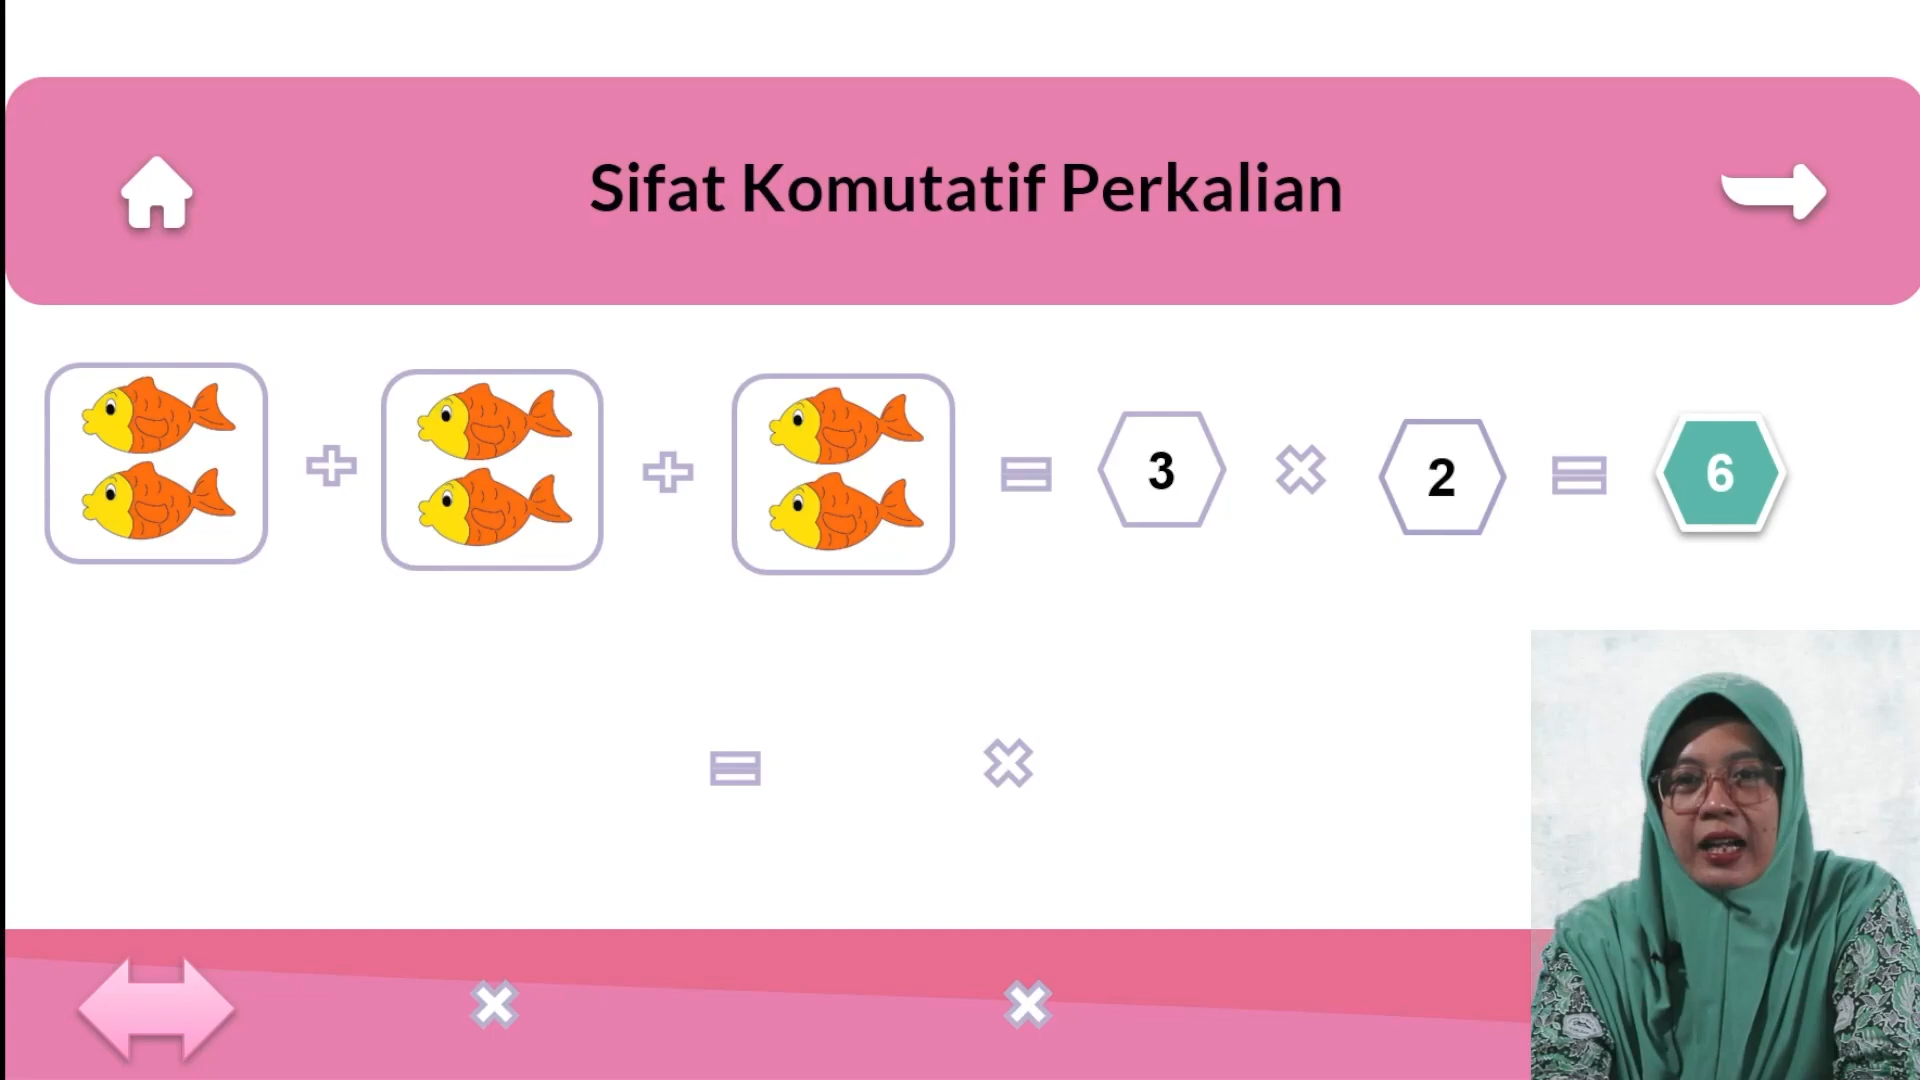 Sifat Komutatif Perkalian
+ + = 3 × 2 = 6
= ×
× ×